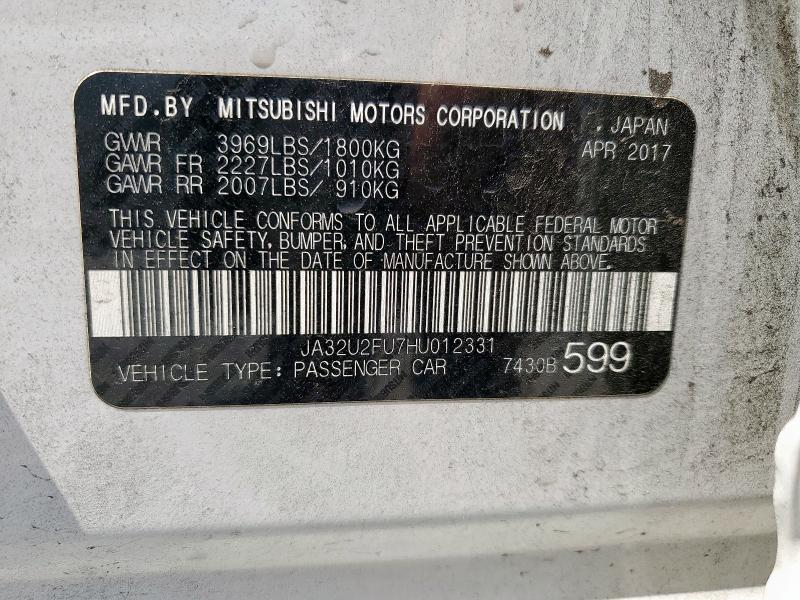 MFD.BY MITSUBISHI MOTORS CORPORATION , JAPAN
GVWR 3969LBS/1800KG APR 2017
GAWR FR 2227LBS/1010KG
GAWR RR 2007LBS/ 910KG
THIS VEHICLE CONFORMS TO ALL APPLICABLE FEDERAL MOTOR
VEHICLE SAFETY, BUMPER, AND THEFT PREVENTION STANDARDS
IN EFFECT ON THE DATE OF MANUFACTURE SHOWN ABOVE.
JA32U2FU7HU012331
VEHICLE TYPE: PASSENGER CAR 7430B 599